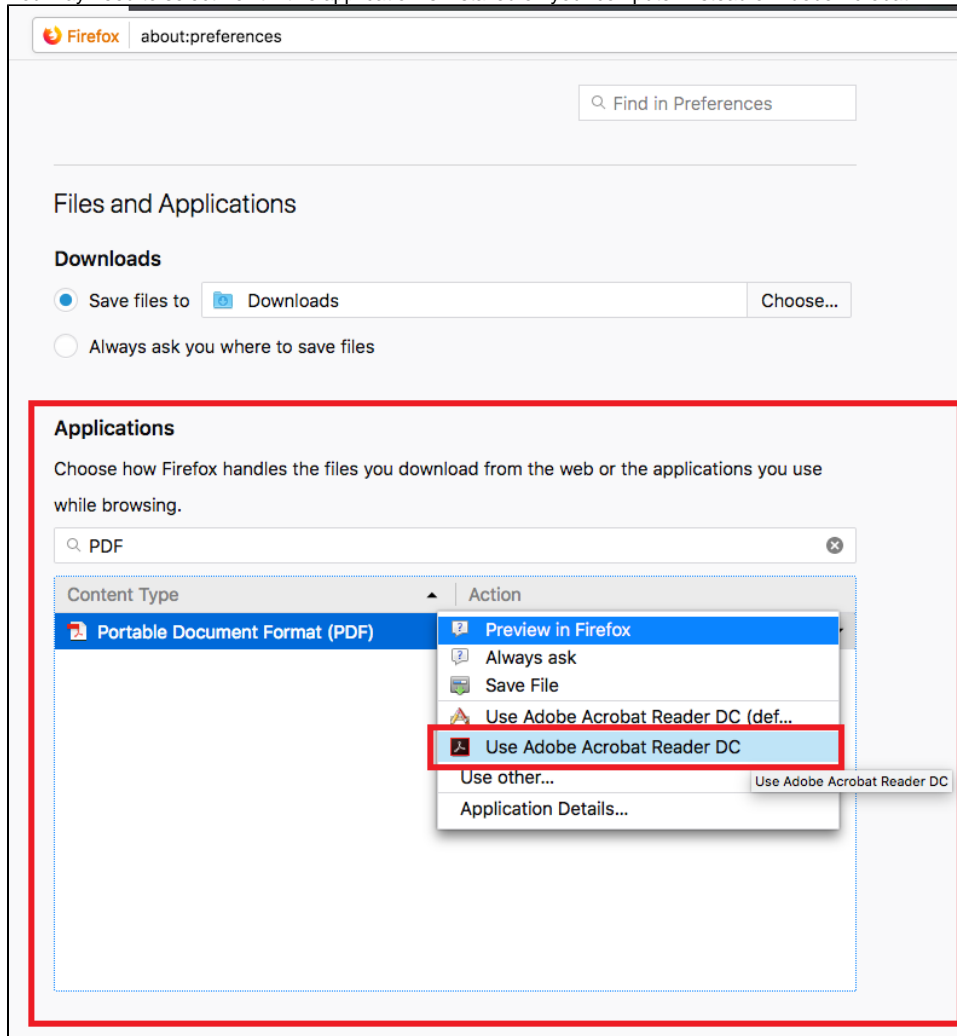 Firefox about:preferences
Find in Preferences
Files and Applications
Downloads
Save files to Downloads Choose...
Always ask you where to save files
Applications
Choose how Firefox handles the files you download from the web or the applications you use
while browsing.
PDF
Content Type Action
Portable Document Format (PDF) Preview in Firefox
Always ask
Save File
Use Adobe Acrobat Reader DC (def...
Use Adobe Acrobat Reader DC
Use other...
Use Adobe Acrobat Reader DC
Application Details...